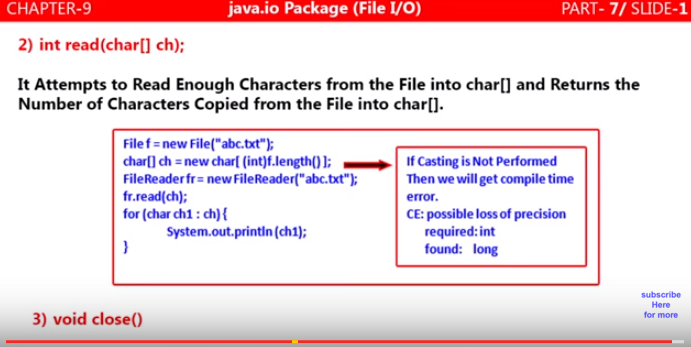 CHAPTER-9 java.io Package (File I/O) PART- 7/ SLIDE-1
2) int read(char[] ch);
It Attempts to Read Enough Characters from the File into char[] and Returns the
Number of Characters Copied from the File into char[].
File f = new File("abc.txt");
char[] ch = new char[ (int)f.length() ];
FileReader fr = new FileReader("abc.txt");
fr.read(ch);
for (char ch1 : ch) {
System.out.println (ch1);
}
If Casting is Not Performed
Then we will get compile time
error.
CE: possible loss of precision
required: int
found: long
subscribe
Here
for more
3) void close()